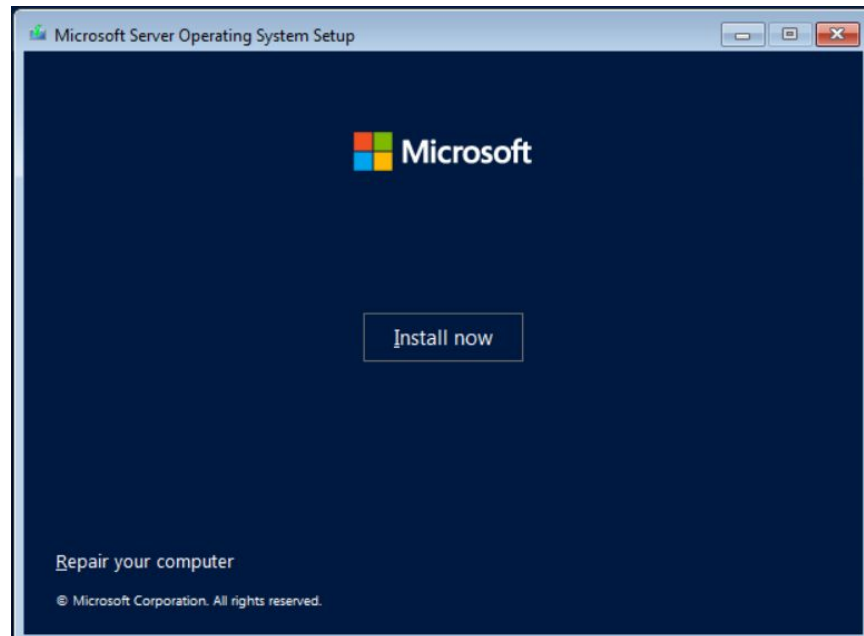 Microsoft Server Operating System Setup
Microsoft
Install now
Repair your computer
© Microsoft Corporation. All rights reserved.